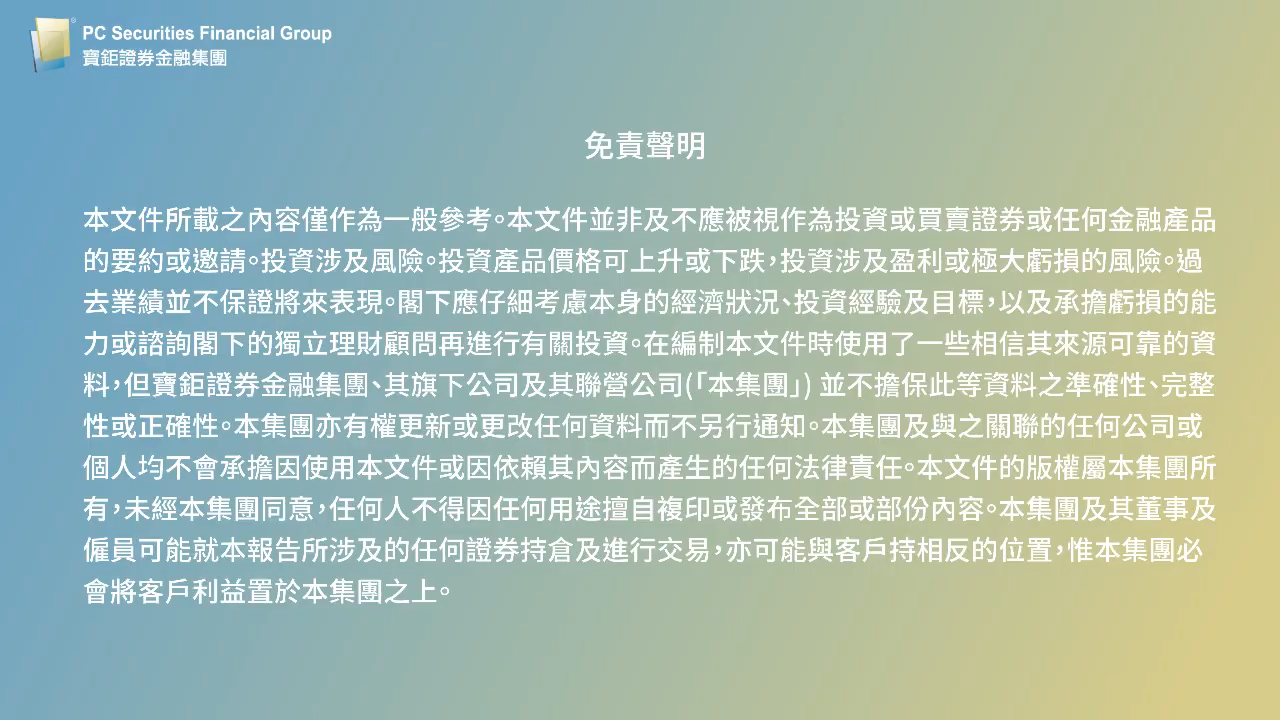 PC Securities Financial Group
寶鉅證券金融集團
免責聲明
本文件所載之內容僅作為一般參考。本文件並非及不應被視作為投資或買賣證券或任何金融產品
的要約或邀請。投資涉及風險。投資產品價格可上升或下跌，投資涉及盈利或極大虧損的風險。過
去業績並不保證將來表現。閣下應仔細考慮本身的經濟狀況、投資經驗及目標，以及承擔虧損的能
力或諮詢閣下的獨立理財顧問再進行有關投資。在編制本文件時使用了一些相信其來源可靠的資
料，但寶鉅證券金融集團、其旗下公司及其聯營公司(「本集團」) 並不擔保此等資料之準確性、完整
性或正確性。本集團亦有權更新或更改任何資料而不另行通知。本集團及與之關聯的任何公司或
個人均不會承擔因使用本文件或因依賴其內容而產生的任何法律責任。本文件的版權屬本集團所
有，未經本集團同意，任何人不得因任何用途擅自複印或發布全部或部份內容。本集團及其董事及
僱員可能就本報告所涉及的任何證券持倉及進行交易，亦可能與客戶持相反的位置，惟本集團必
會將客戶利益置於本集團之上。